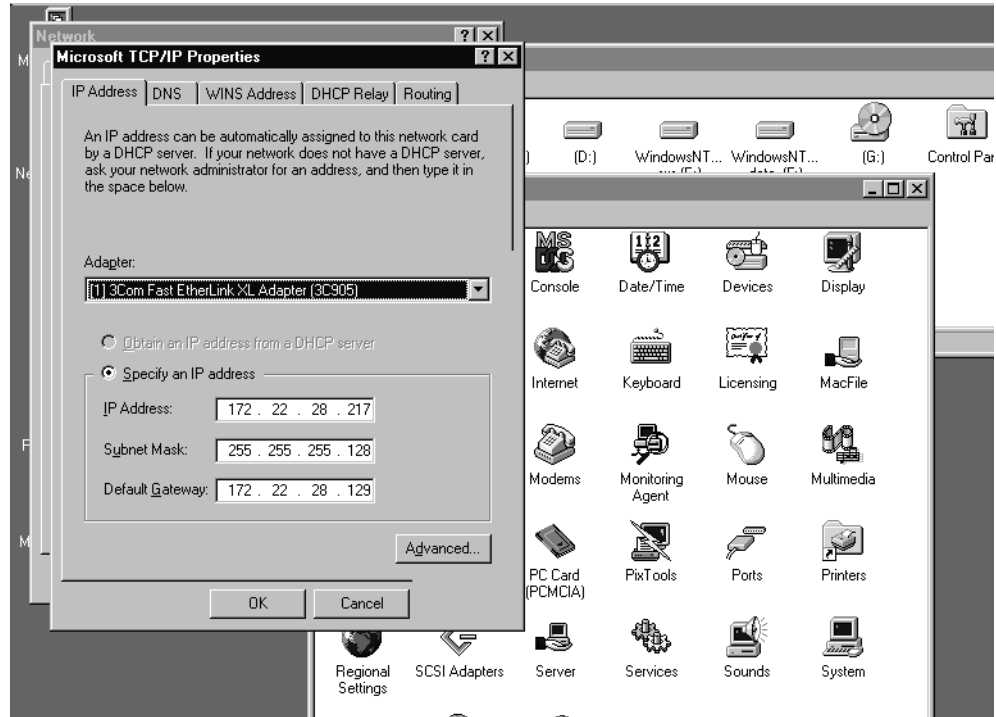 Network
Microsoft TCP/IP Properties
IP Address
DNS
WINS Address
DHCP Relay
Routing
An IP address can be automatically assigned to this network card
by a DHCP server. If your network does not have a DHCP server,
ask your network administrator for an address, and then type it in
the space below.
Adapter:
[1] 3Com Fast EtherLink XL Adapter (3C905)
Obtain an IP address from a DHCP server
Specify an IP address
IP Address: 172 . 22 . 28 . 217
Subnet Mask: 255 . 255 . 255 . 128
Default Gateway: 172 . 22 . 28 . 129
Advanced...
OK
Cancel
(D:)
WindowsNT...
WindowsNT...
(G:)
Control Pan
MS
DOS
Console
12
Date/Time
Devices
Display
Internet
Keyboard
Licensing
MacFile
Modems
Monitoring
Agent
Mouse
Multimedia
PC Card
(PCMCIA)
PixTools
Ports
Printers
Regional
Settings
SCSI Adapters
Server
Services
Sounds
System